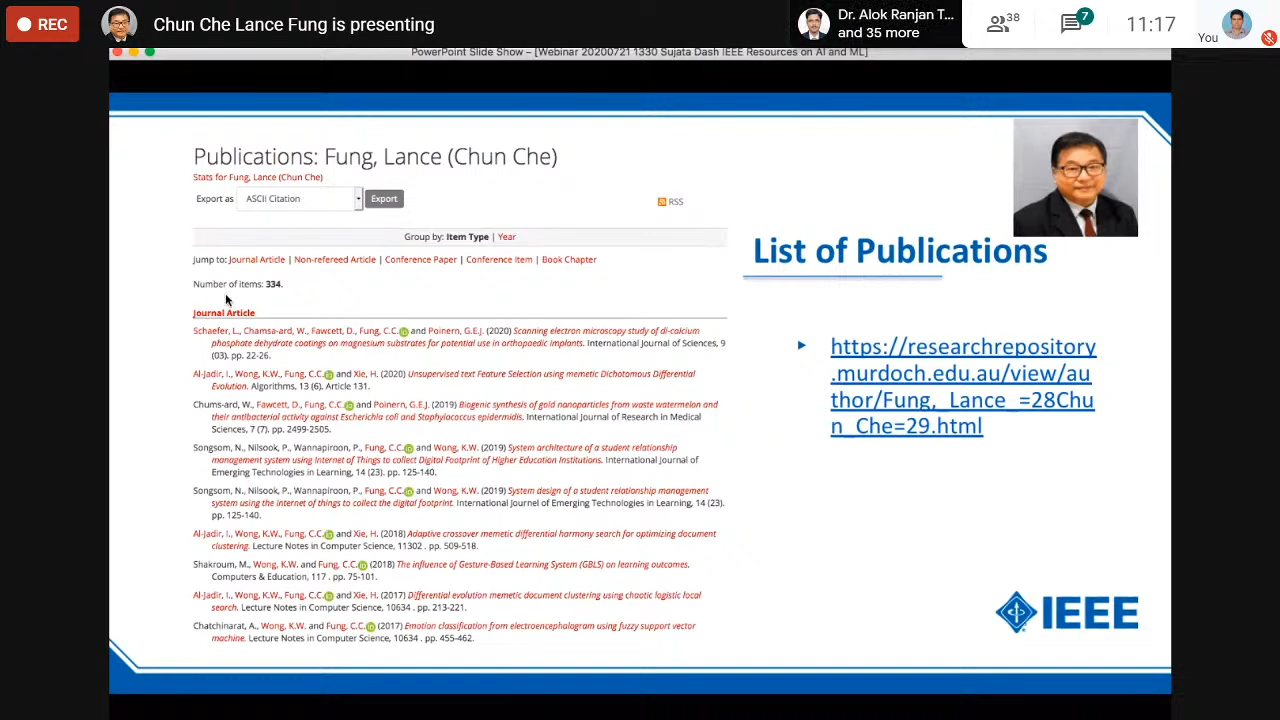 REC
Chun Che Lance Fung is presenting
Dr. Alok Ranjan T...
and 35 more
38
7
11:17
You
PowerPoint Slide Show - [Webinar 20200721 1330 Sujata Dash IEEE Resources on AI and ML]
Publications: Fung, Lance (Chun Che)
Stats for Fung, Lance (Chun Che)
Export as ASCII Citation Export
RSS
Group by: Item Type | Year
Jump to: Journal Article | Non-refereed Article | Conference Paper | Conference Item | Book Chapter
Number of items: 334.
Journal Article
Schaefer, L., Chamsa-ard, W., Fawcett, D., Fung, C.C. iD and Poinern, G.E.J. (2020) Scanning electron microscopy study of di-calcium
phosphate dehydrate coatings on magnesium substrates for potential use in orthopaedic implants. International Journal of Sciences, 9
(03). pp. 22-26.
Al-Jadir, I., Wong, K.W., Fung, C.C. iD and Xie, H. (2020) Unsupervised text Feature Selection using memetic Dichotomous Differential
Evolution. Algorithms, 13 (6). Article 131.
Chums-ard, W., Fawcett, D., Fung, C.C. iD and Poinern, G.E.J. (2019) Biogenic synthesis of gold nanoparticles from waste watermelon and
their antibacterial activity against Escherichia coli and Staphylococcus epidermidis. International Journal of Research in Medical
Sciences, 7 (7). pp. 2499-2505.
Songsom, N., Nilsook, P., Wannapiroon, P., Fung, C.C. iD and Wong, K.W. (2019) System architecture of a student relationship
management system using Internet of Things to collect Digital Footprint of Higher Education Institutions. International Journal of
Emerging Technologies in Learning, 14 (23). pp. 125-140.
Songsom, N., Nilsook, P., Wannapiroon, P., Fung, C.C. iD and Wong, K.W. (2019) System design of a student relationship management
system using the internet of things to collect the digital footprint. International Journal of Emerging Technologies in Learning, 14 (23).
pp. 125-140.
Al-Jadir, I., Wong, K.W., Fung, C.C. iD and Xie, H. (2018) Adaptive crossover memetic differential harmony search for optimizing document
clustering. Lecture Notes in Computer Science, 11302 . pp. 509-518.
Shakroum, M., Wong, K.W. and Fung, C.C. iD (2018) The influence of Gesture-Based Learning System (GBLS) on learning outcomes.
Computers & Education, 117 . pp. 75-101.
Al-Jadir, I., Wong, K.W., Fung, C.C. iD and Xie, H. (2017) Differential evolution memetic document clustering using chaotic logistic local
search. Lecture Notes in Computer Science, 10634 . pp. 213-221.
Chatchinarat, A., Wong, K.W. and Fung, C.C. iD (2017) Emotion classification from electroencephalogram using fuzzy support vector
machine. Lecture Notes in Computer Science, 10634 . pp. 455-462.
List of Publications
https://researchrepository
.murdoch.edu.au/view/au
thor/Fung,_Lance_=28Chu
n_Che=29.html
IEEE